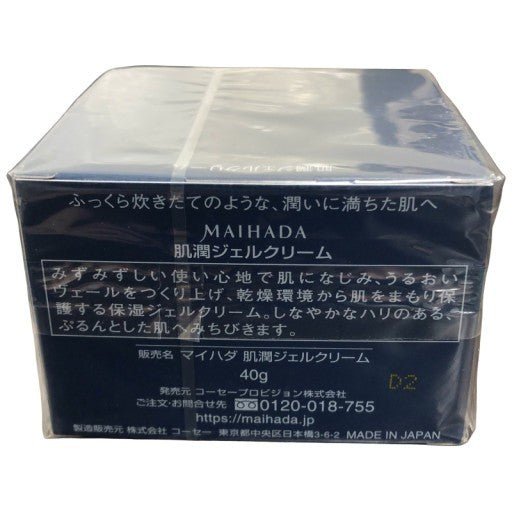 肌潤ジェルクリー
ふっくら炊きたてのような、潤いに満ちた肌へ
MAIHADA
肌潤ジェルクリーム
みずみずしい使い心地で肌になじみ、うるおい
ヴェールをつくり上げ、乾燥環境から肌をまもり保
護する保湿ジェルクリーム。しなやかなハリのある、
ぷるんとした肌へみちびきます。
販売名 マイハダ 肌潤ジェルクリーム
40g
D2
発売元 コーセープロビジョン株式会社
ご注文・お問合せ先 0120-018-755
https://maihada.jp
製造販売元 株式会社 コーセー 東京都中央区日本橋3-6-2 MADE IN JAPAN